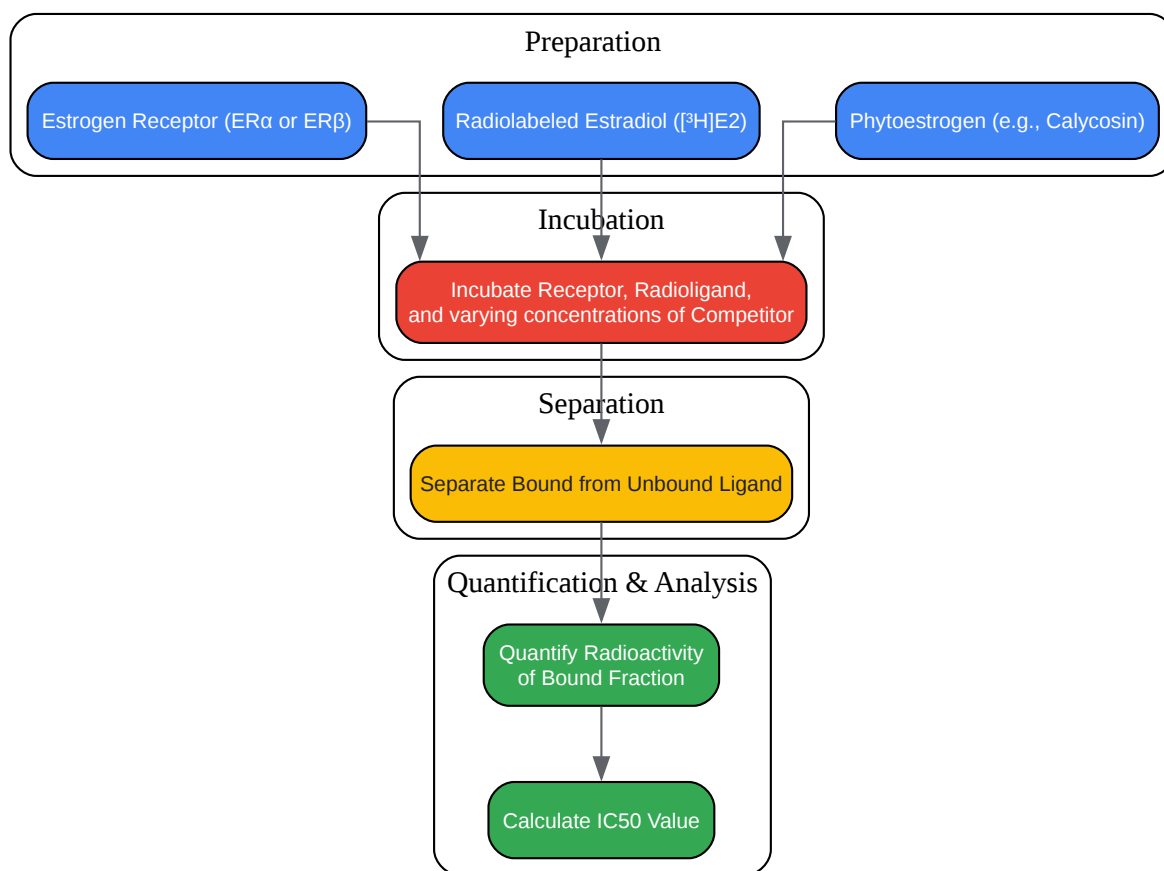 Preparation
Estrogen Receptor (ERα or ERβ)
Radiolabeled Estradiol ([³H]E2)
Phytoestrogen (e.g., Calycosin)
Incubation
Incubate Receptor, Radioligand,
and varying concentrations of Competitor
Separation
Separate Bound from Unbound Ligand
Quantification & Analysis
Quantify Radioactivity
of Bound Fraction
Calculate IC50 Value